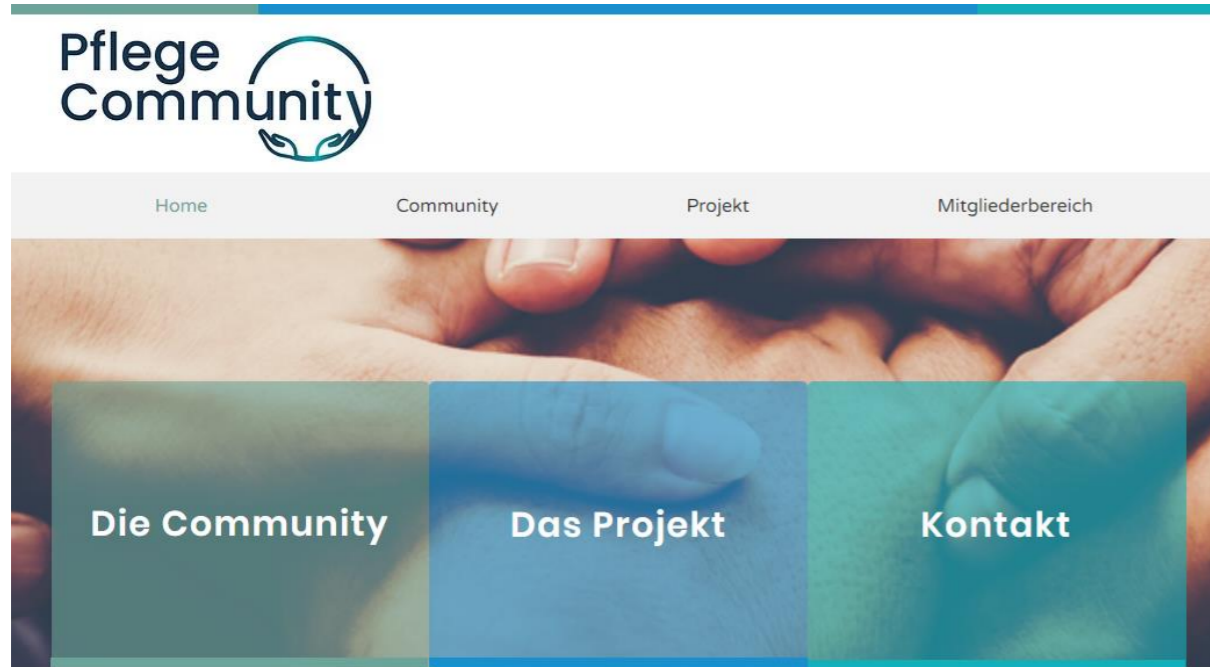 Pflege
Community
Home Community Projekt Mitgliederbereich
Die Community Das Projekt Kontakt